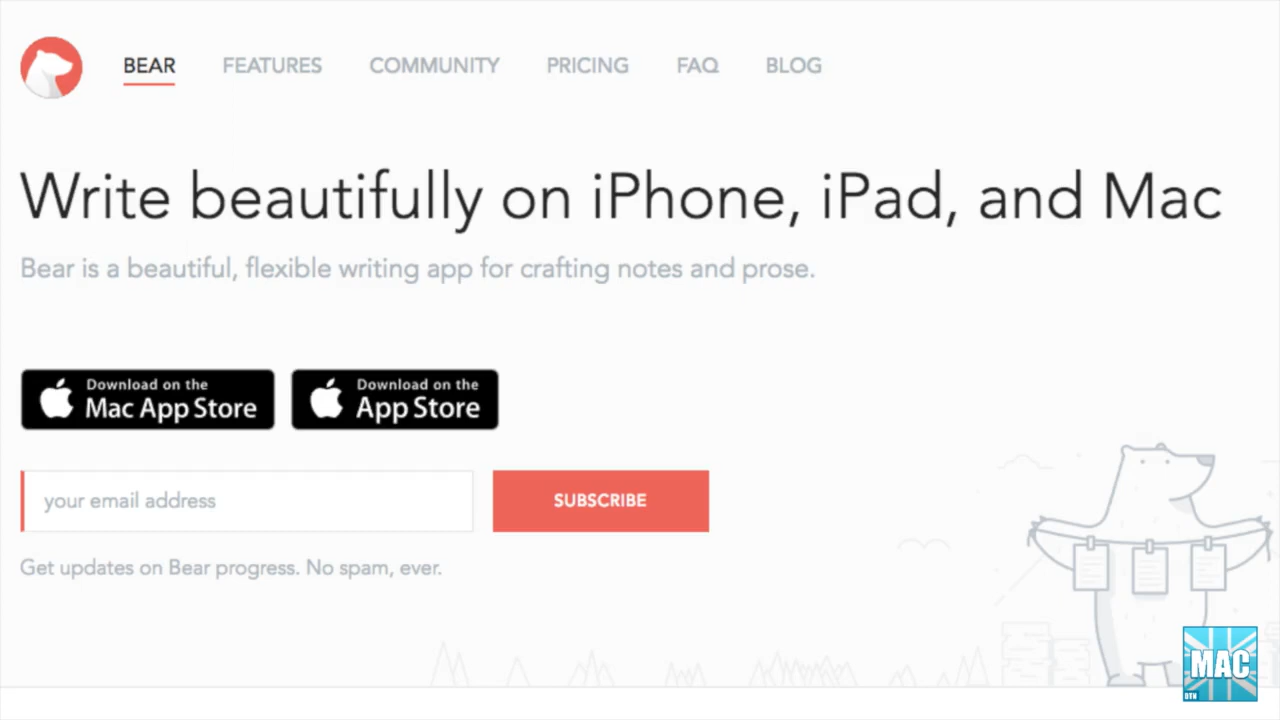 BEAR FEATURES COMMUNITY PRICING FAQ BLOG
Write beautifully on iPhone, iPad, and Mac
Bear is a beautiful, flexible writing app for crafting notes and prose.
Download on the
Mac App Store
Download on the
App Store
your email address
SUBSCRIBE
Get updates on Bear progress. No spam, ever.
MAC
DTN